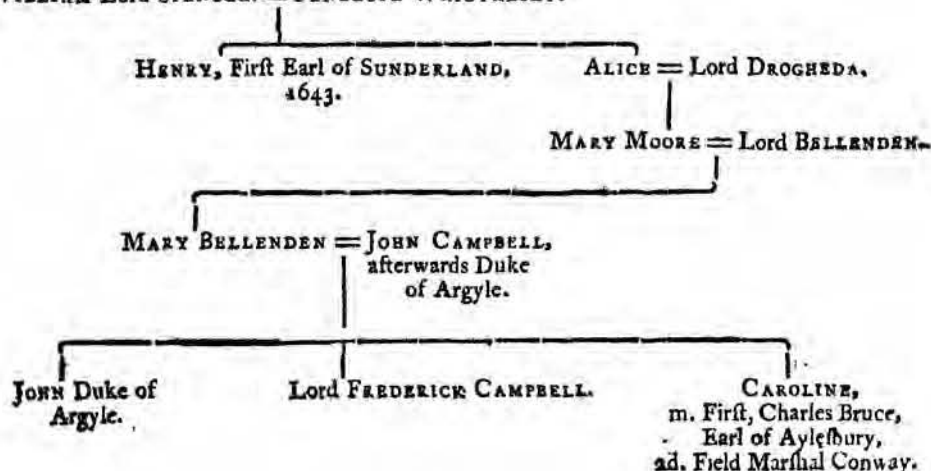 HENRY, Firſt Earl of SUNDERLAND,
1643.
ALICE = Lord DROGHEDA.
MARY MOORE = Lord BELLENDEN.
MARY BELLENDEN = JOHN CAMPBELL,
afterwards Duke
of Argyle.
JOHN Duke of
Argyle.
Lord FREDERICK CAMPBELL.
CAROLINE,
m. Firſt, Charles Bruce,
Earl of Ayleſbury,
2d. Field Marſhal Conway.